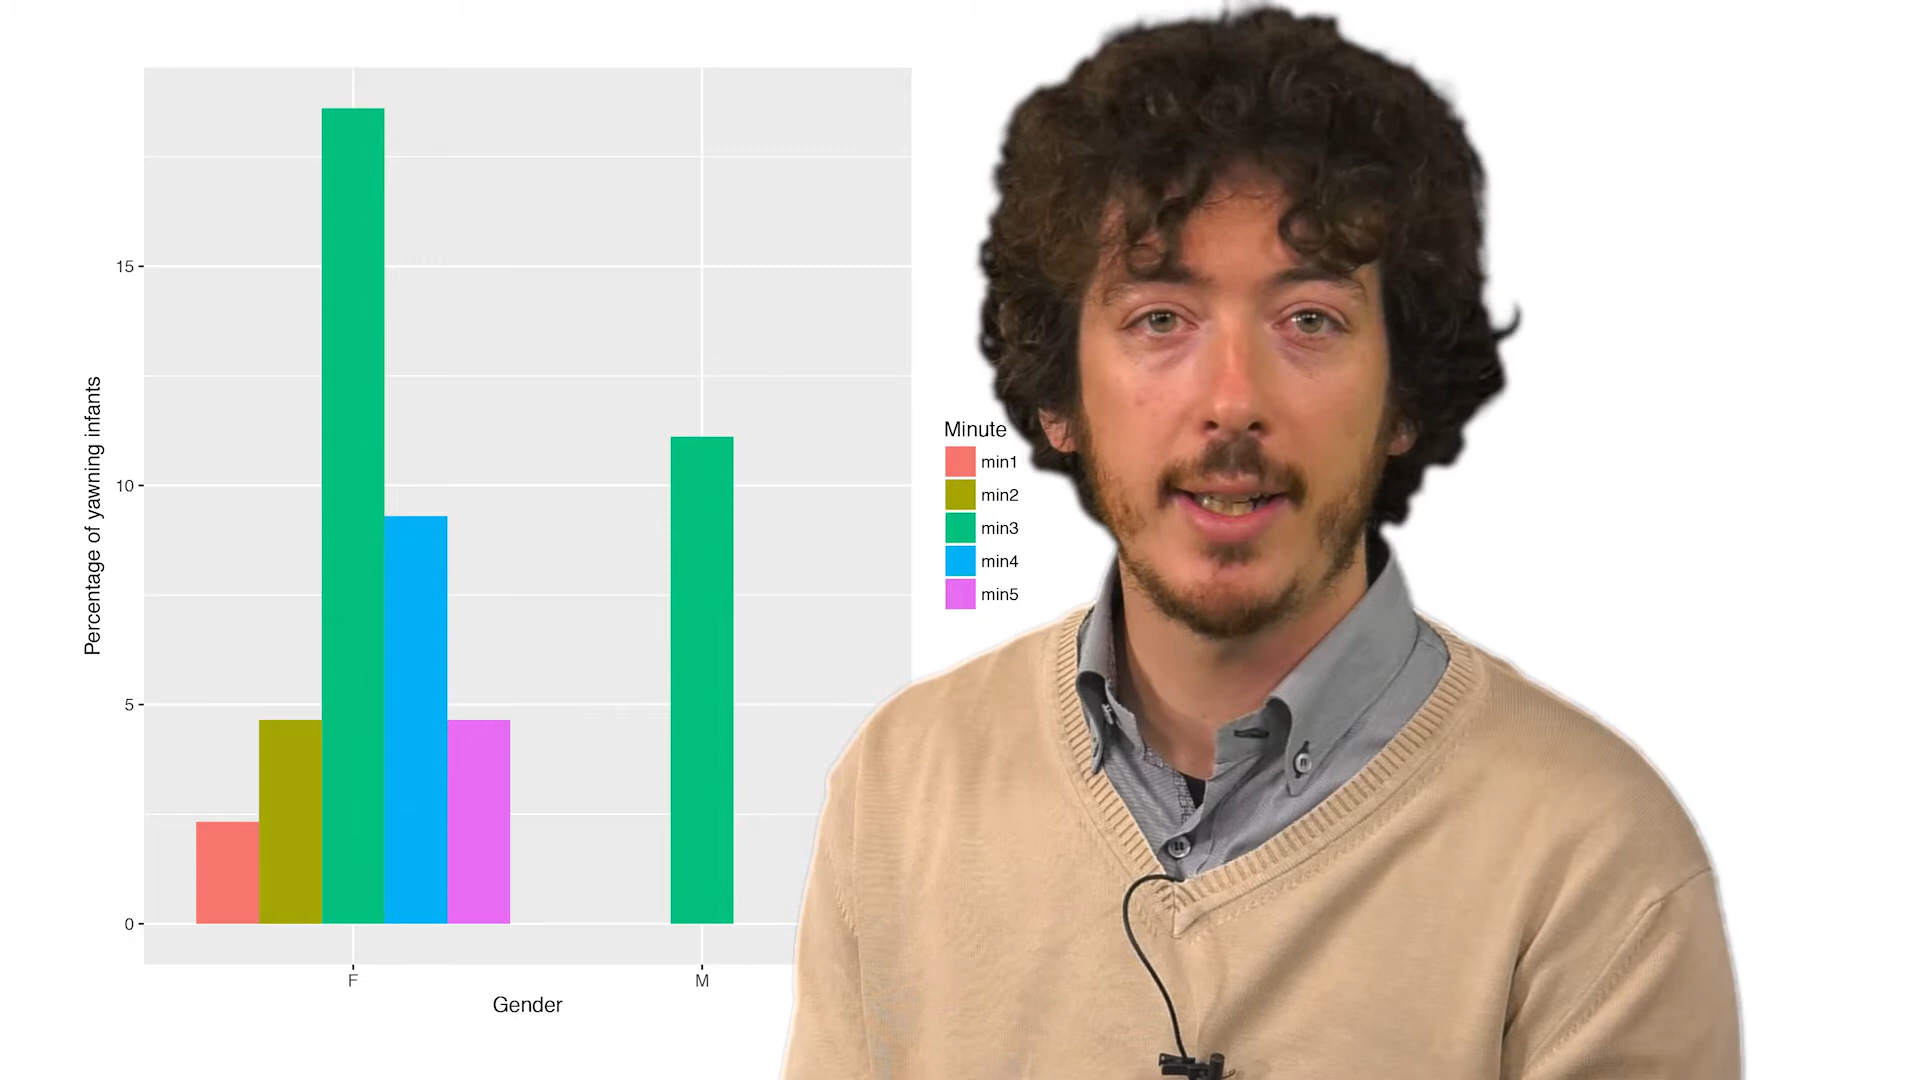 15
10
5
0
Percentage of yawning infants
F
M
Gender
Minute
min1
min2
min3
min4
min5